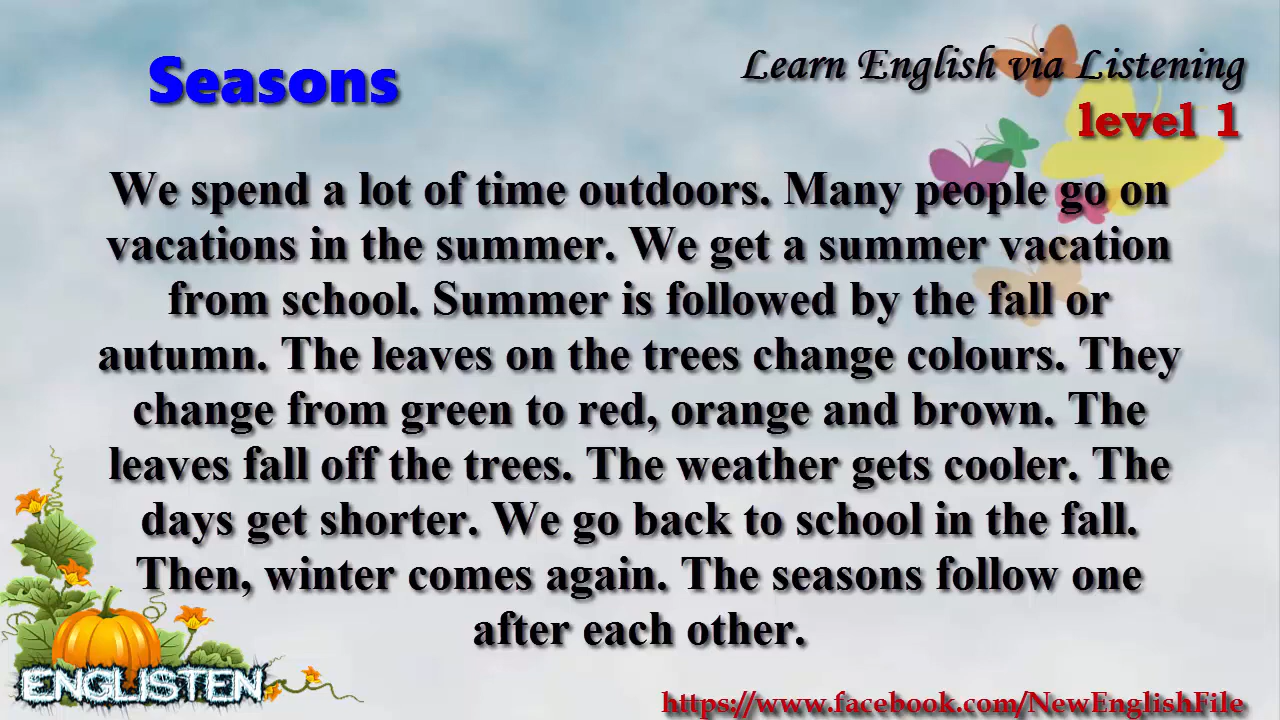 Seasons
Learn English via Listening
level 1
We spend a lot of time outdoors. Many people go on
vacations in the summer. We get a summer vacation
from school. Summer is followed by the fall or
autumn. The leaves on the trees change colours. They
change from green to red, orange and brown. The
leaves fall off the trees. The weather gets cooler. The
days get shorter. We go back to school in the fall.
Then, winter comes again. The seasons follow one
after each other.
ENGLISTEN
https://www.facebook.com/NewEnglishFile